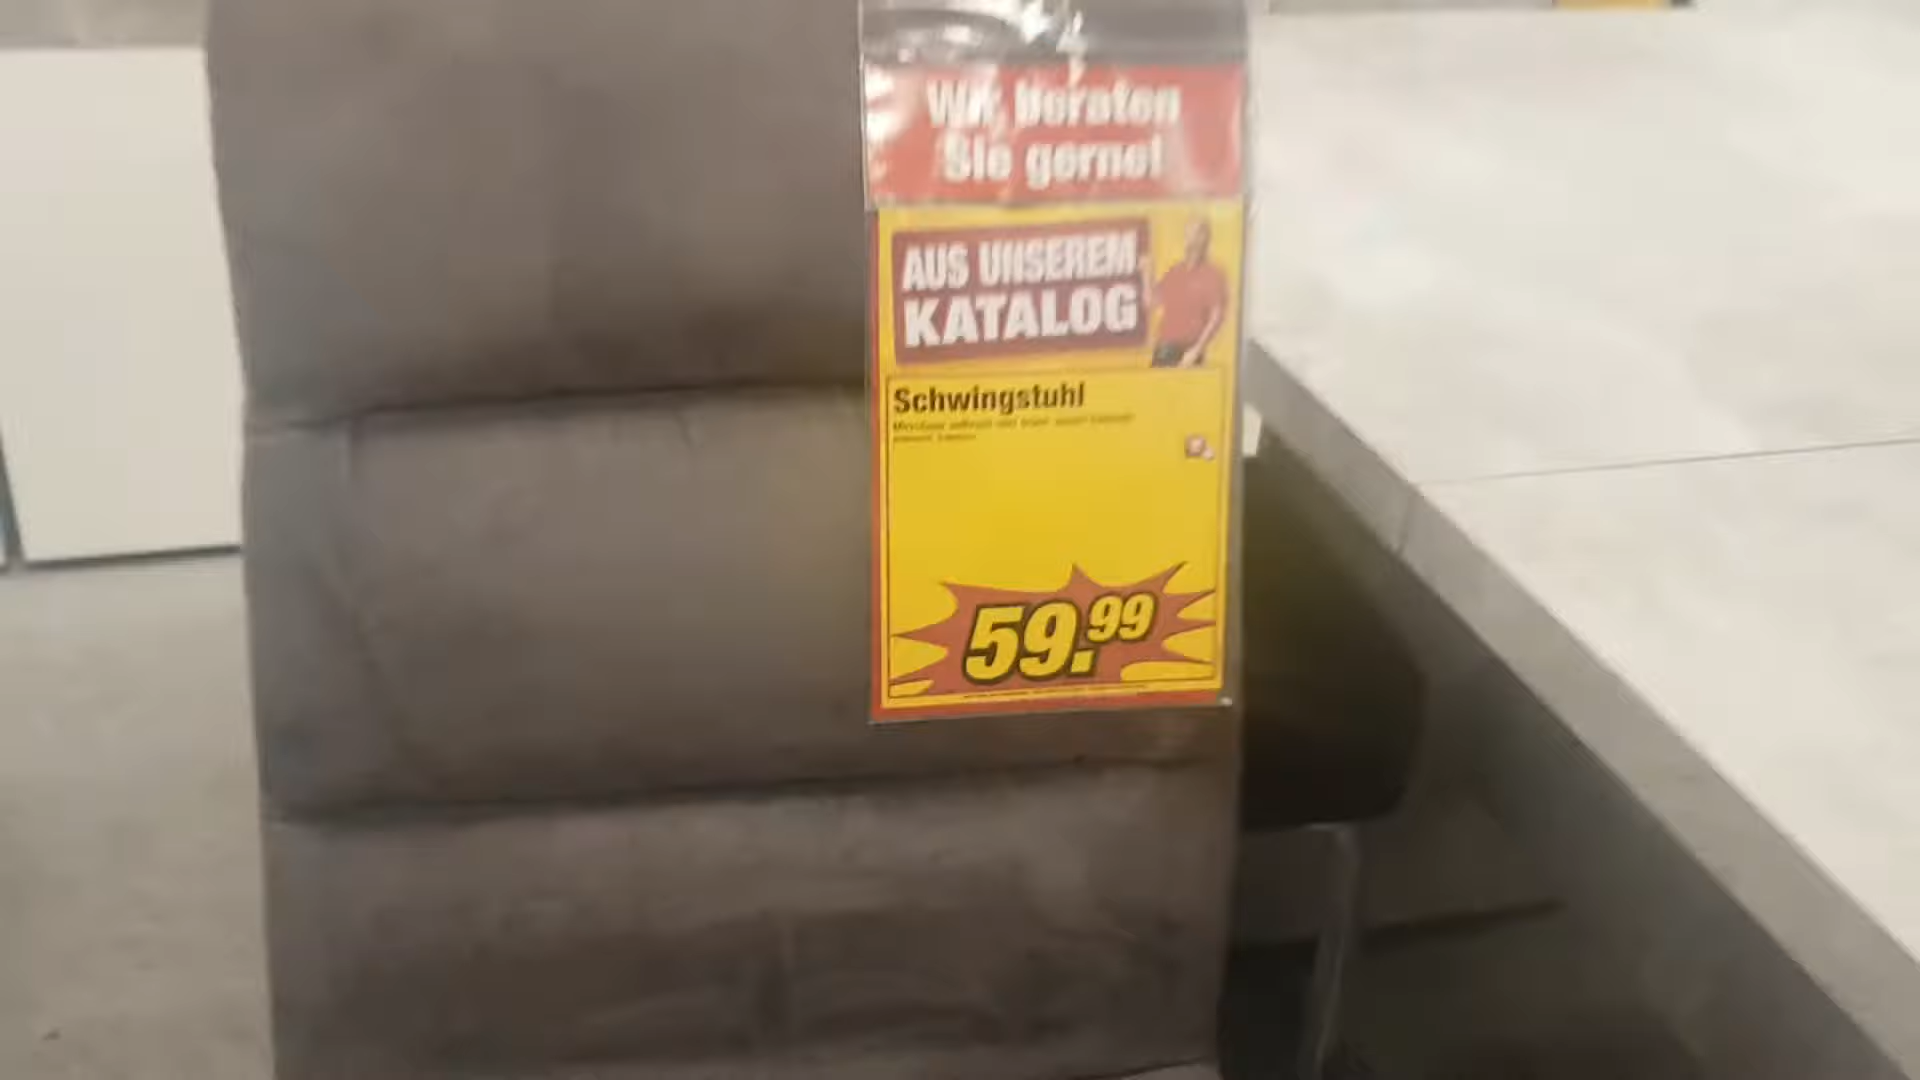 Wir beraten
Sie gerne!
AUS UNSEREM
KATALOG
Schwingstuhl
59.99